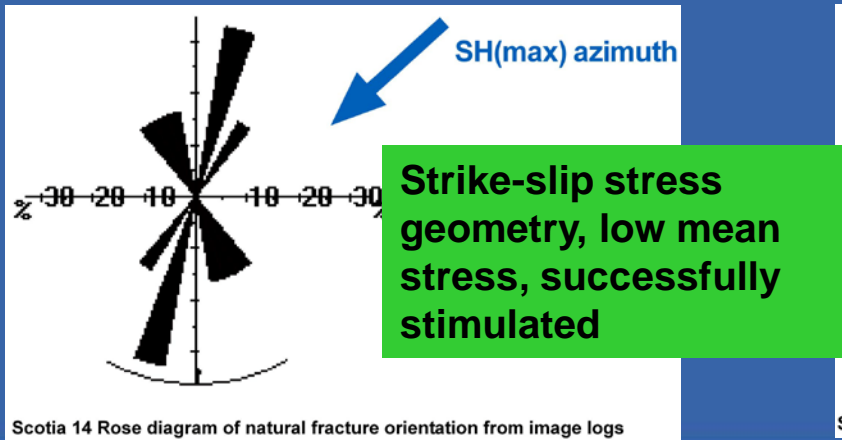 SH(max) azimuth
% 30 20 10 10 20 30
Strike-slip stress
geometry, low mean
stress, successfully
stimulated
Scotia 14 Rose diagram of natural fracture orientation from image logs
S